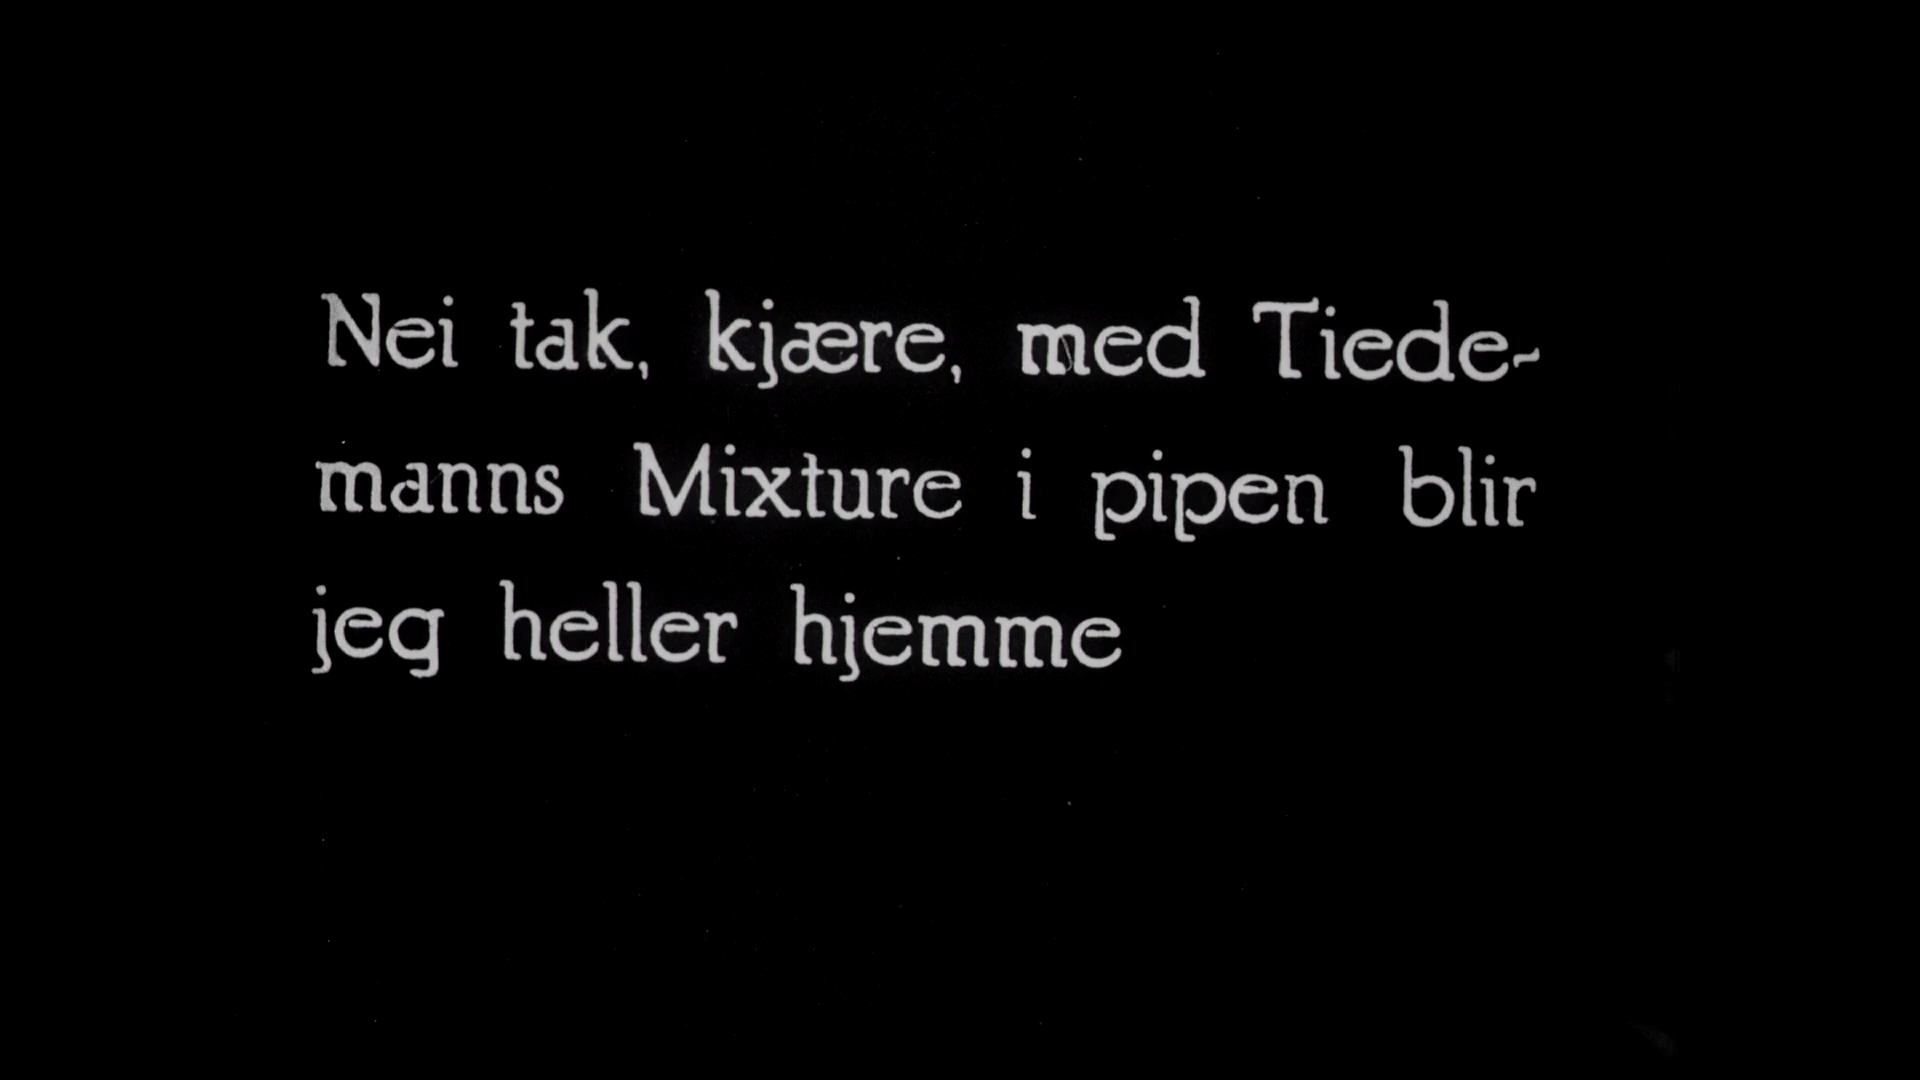 Nei tak, kjære, med Tiede-
manns Mixture i pipen blir
jeg heller hjemme